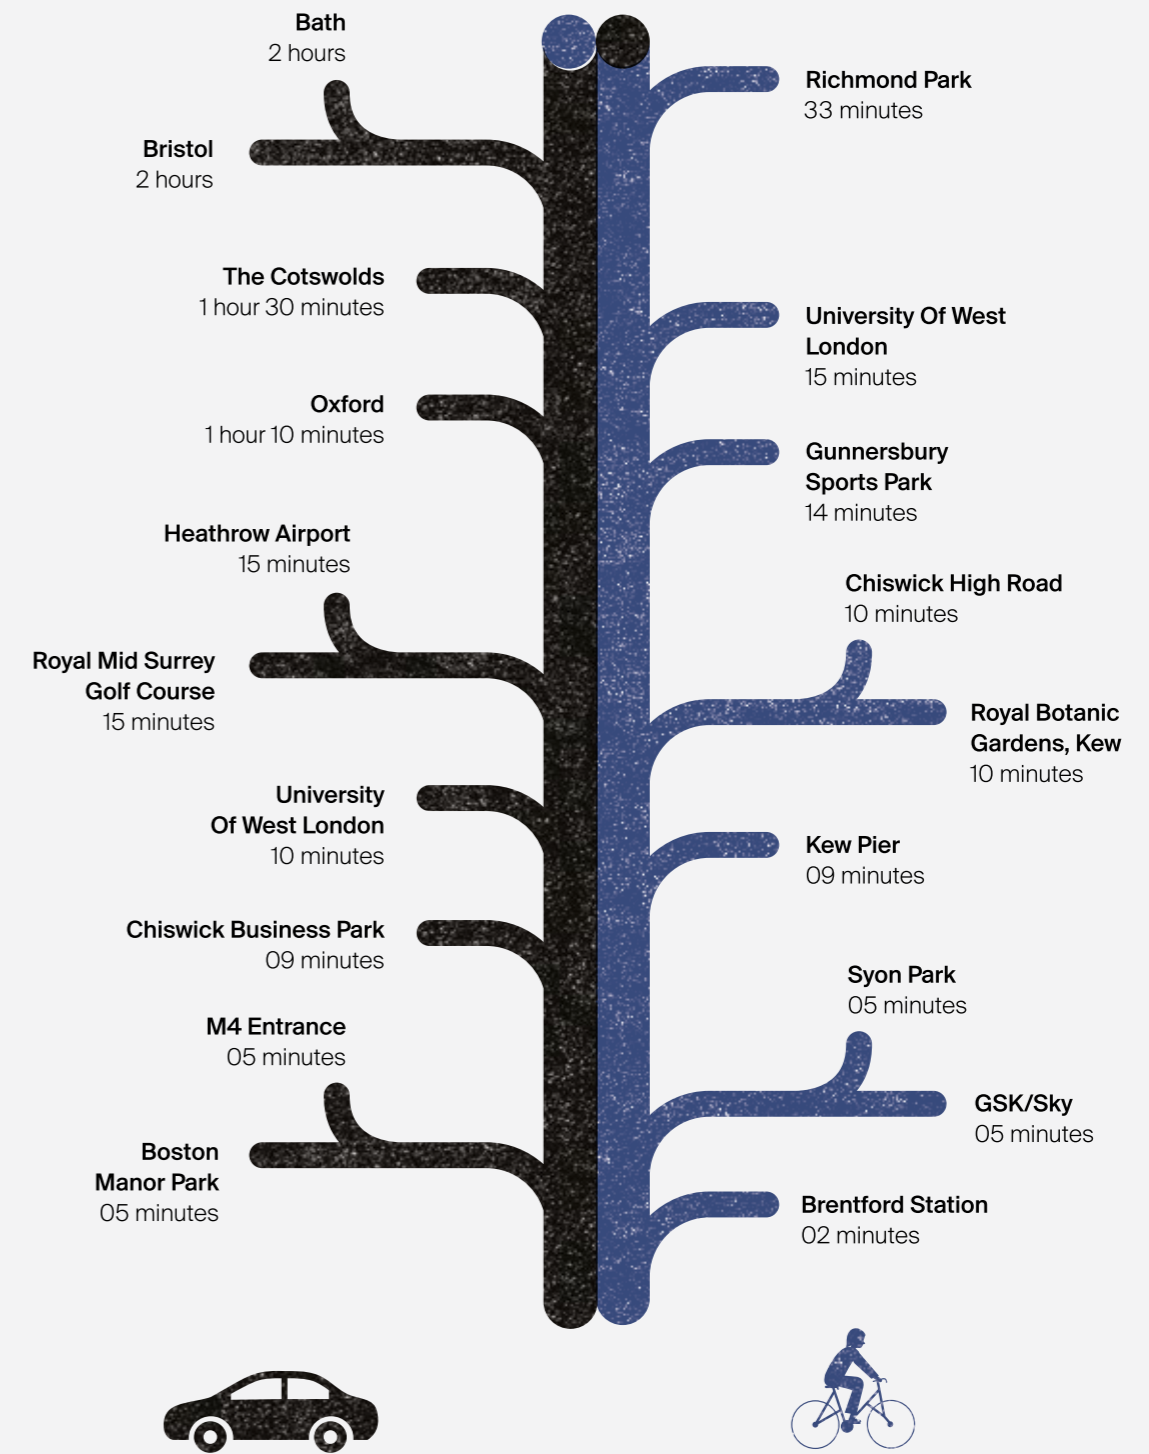 Bath
2 hours
Bristol
2 hours
The Cotswolds
1 hour 30 minutes
Oxford
1 hour 10 minutes
Heathrow Airport
15 minutes
Royal Mid Surrey
Golf Course
15 minutes
University
Of West London
10 minutes
Chiswick Business Park
09 minutes
M4 Entrance
05 minutes
Boston
Manor Park
05 minutes
Richmond Park
33 minutes
University Of West
London
15 minutes
Gunnersbury
Sports Park
14 minutes
Chiswick High Road
10 minutes
Royal Botanic
Gardens, Kew
10 minutes
Kew Pier
09 minutes
Syon Park
05 minutes
GSK/Sky
05 minutes
Brentford Station
02 minutes